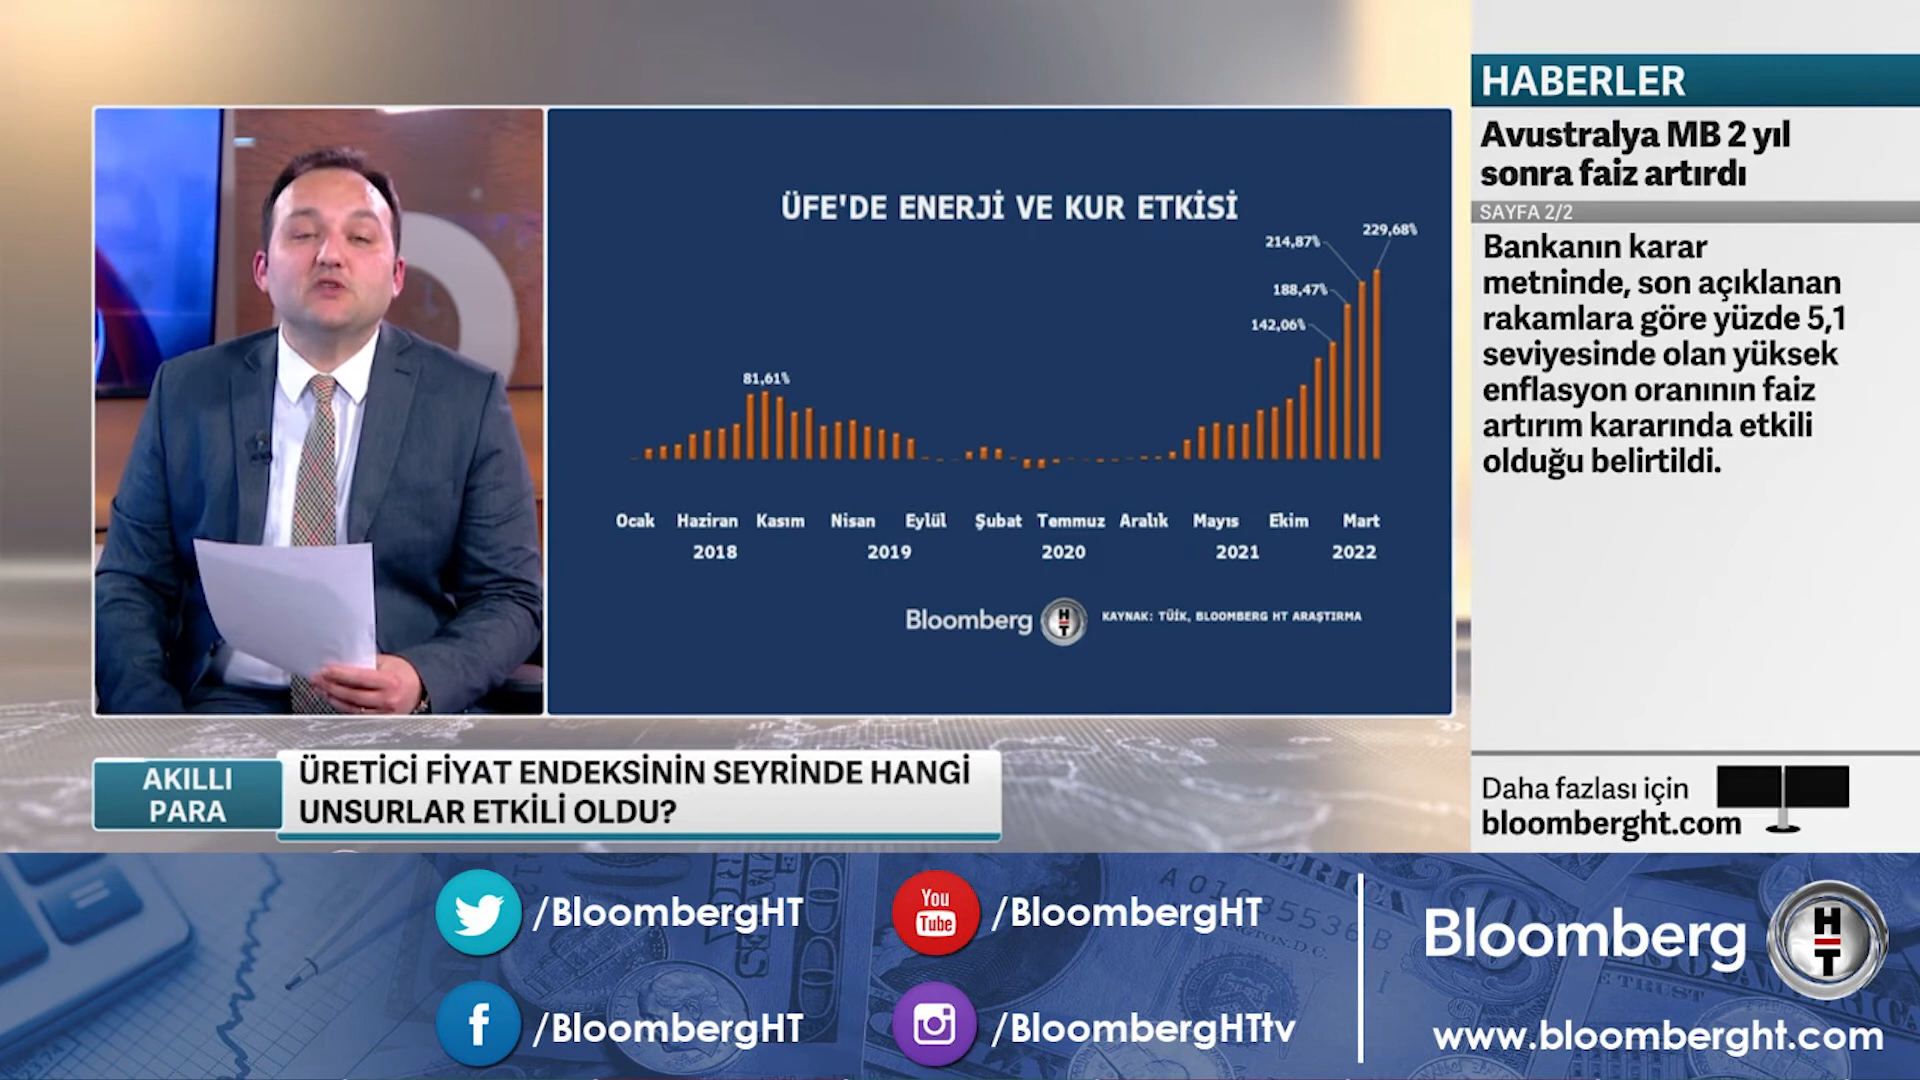 ÜFE'DE ENERJİ VE KUR ETKİSİ
229,68%
214,87%
188,47%
142,06%
81,61%
Ocak Haziran Kasım Nisan Eylül Şubat Temmuz Aralık Mayıs Ekim Mart
2018 2019 2020 2021 2022
Bloomberg HT KAYNAK: TÜİK, BLOOMBERG HT ARAŞTIRMA
HABERLER
Avustralya MB 2 yıl
sonra faiz artırdı
SAYFA 2/2
Bankanın karar
metninde, son açıklanan
rakamlara göre yüzde 5,1
seviyesinde olan yüksek
enflasyon oranının faiz
artırım kararında etkili
olduğu belirtildi.
Daha fazlası için
bloomberght.com
AKILLI
PARA
ÜRETİCİ FİYAT ENDEKSİNİN SEYRİNDE HANGİ
UNSURLAR ETKİLİ OLDU?
/BloombergHT
You
Tube
/BloombergHT
f /BloombergHT
/BloombergHTtv
Bloomberg HT
www.bloomberght.com